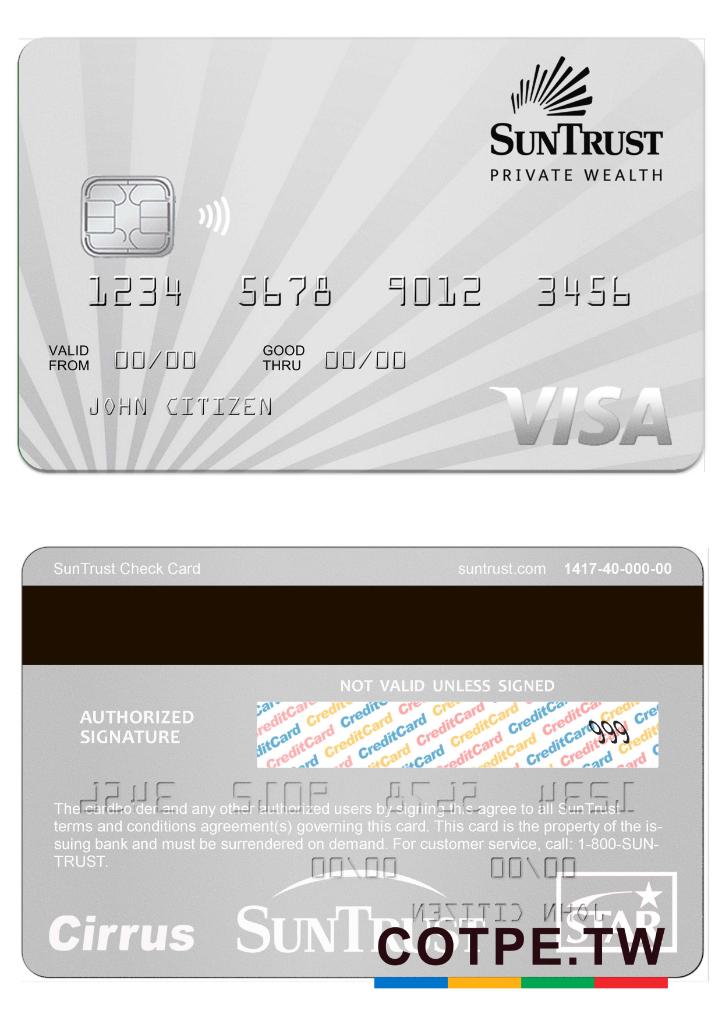 SUNTRUST
PRIVATE WEALTH
1234 5678 9012 3456
VALID FROM 00/00 GOOD THRU 00/00
JOHN CITIZEN
VISA
SunTrust Check Card suntrust.com 1417-40-000-00
NOT VALID UNLESS SIGNED
AUTHORIZED
SIGNATURE
CreditCard CreditCard CreditCard CreditCard
999
The cardholder and any other authorized users by signing this agree to all SunTrust
terms and conditions agreement(s) governing this card. This card is the property of the is-
suing bank and must be surrendered on demand. For customer service, call: 1-800-SUN-
TRUST.
Cirrus SUNTRUST STAR
COTPE.TW